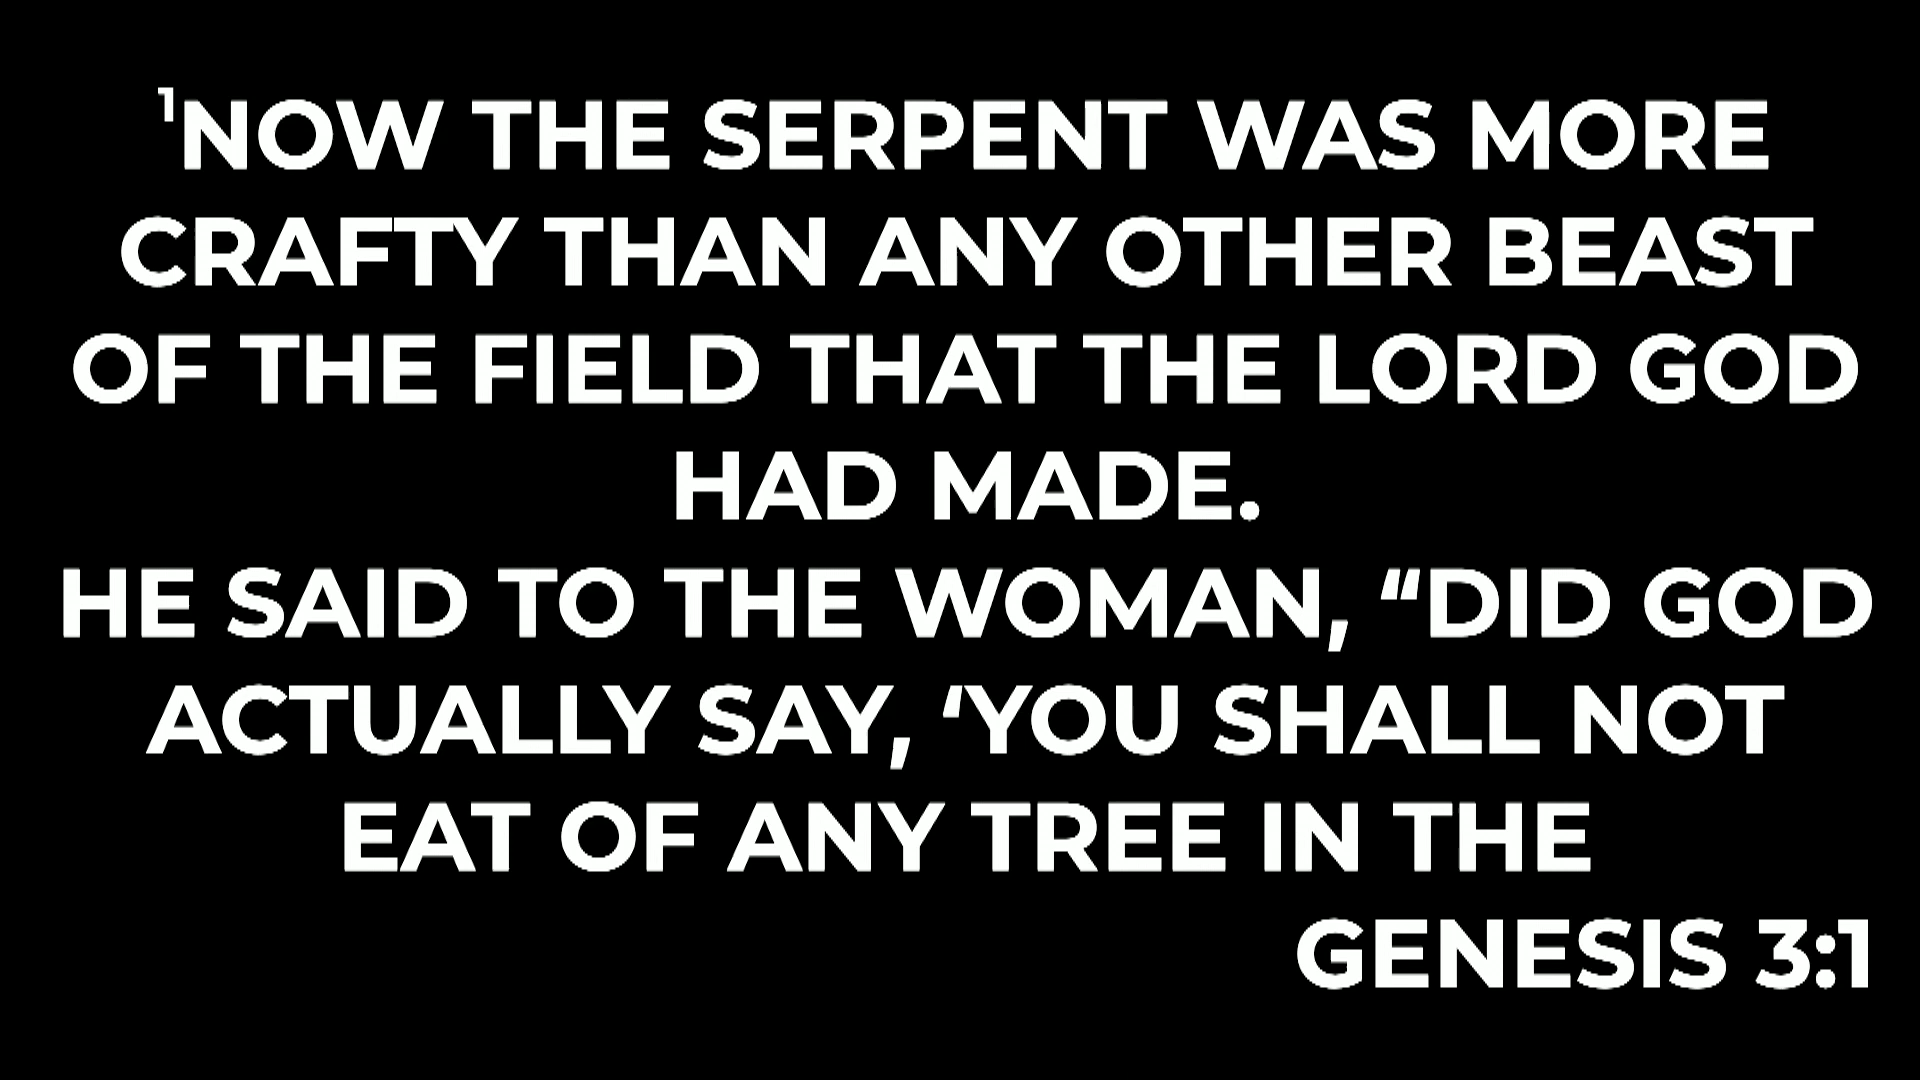 ¹NOW THE SERPENT WAS MORE
CRAFTY THAN ANY OTHER BEAST
OF THE FIELD THAT THE LORD GOD
HAD MADE.
HE SAID TO THE WOMAN, “DID GOD
ACTUALLY SAY, ‘YOU SHALL NOT
EAT OF ANY TREE IN THE
GENESIS 3:1